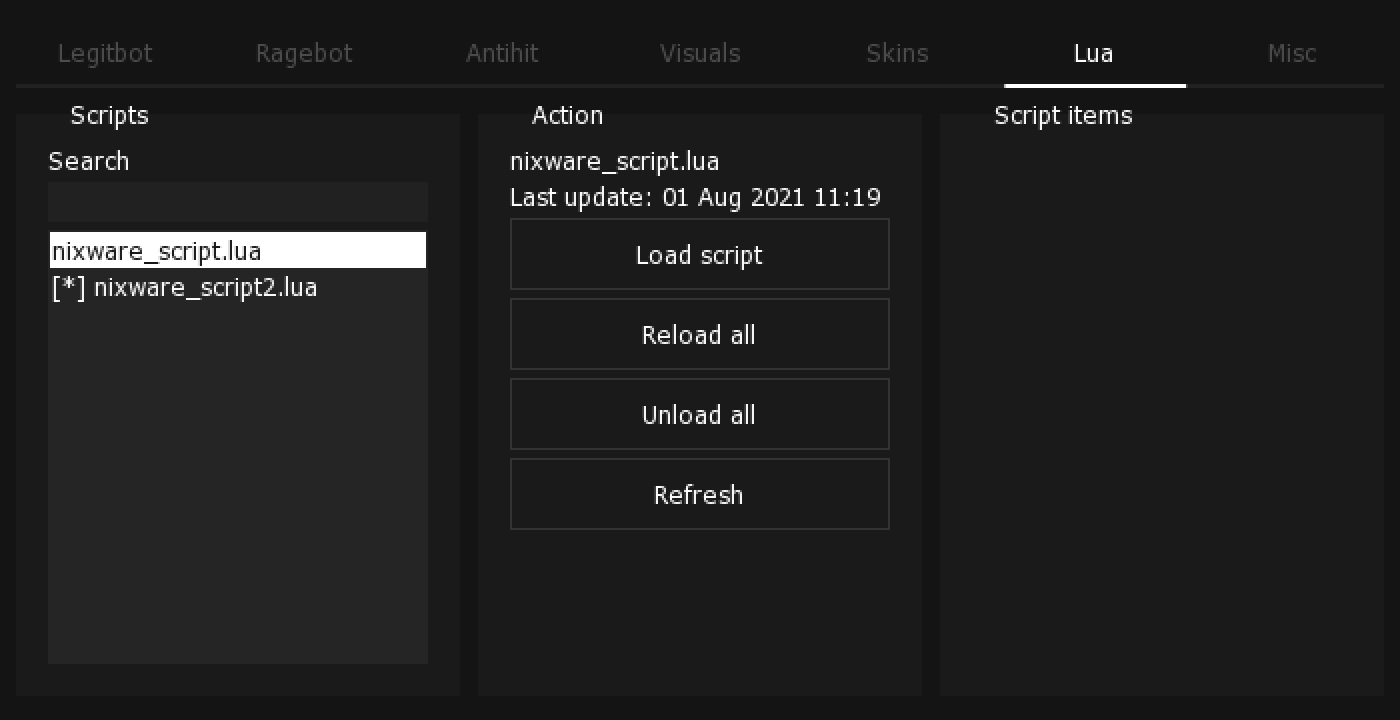 Legitbot Ragebot Antihit Visuals Skins Lua Misc
Scripts
Search
nixware_script.lua
[*] nixware_script2.lua
Action
nixware_script.lua
Last update: 01 Aug 2021 11:19
Load script
Reload all
Unload all
Refresh
Script items